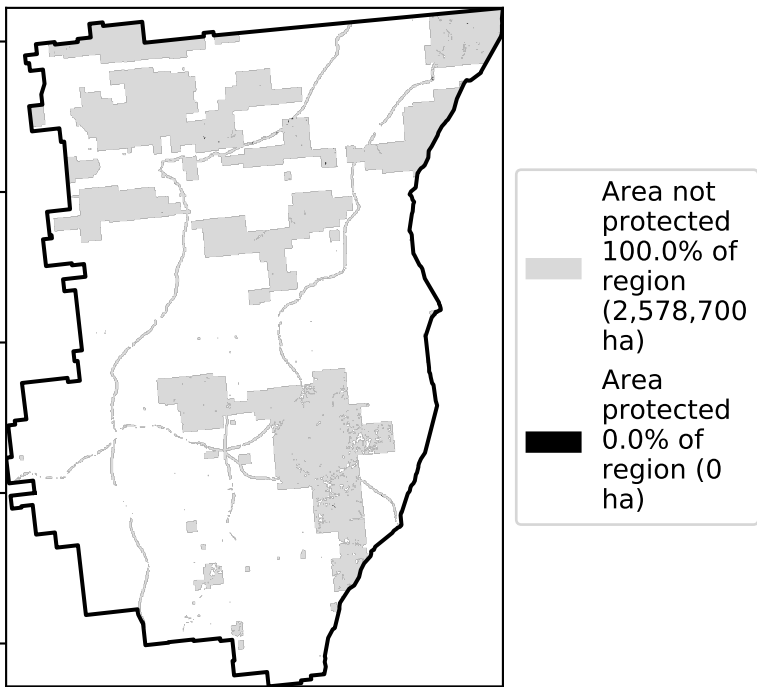 Area not
protected
100.0% of
region
(2,578,700
ha)
Area
protected
0.0% of
region (0
ha)